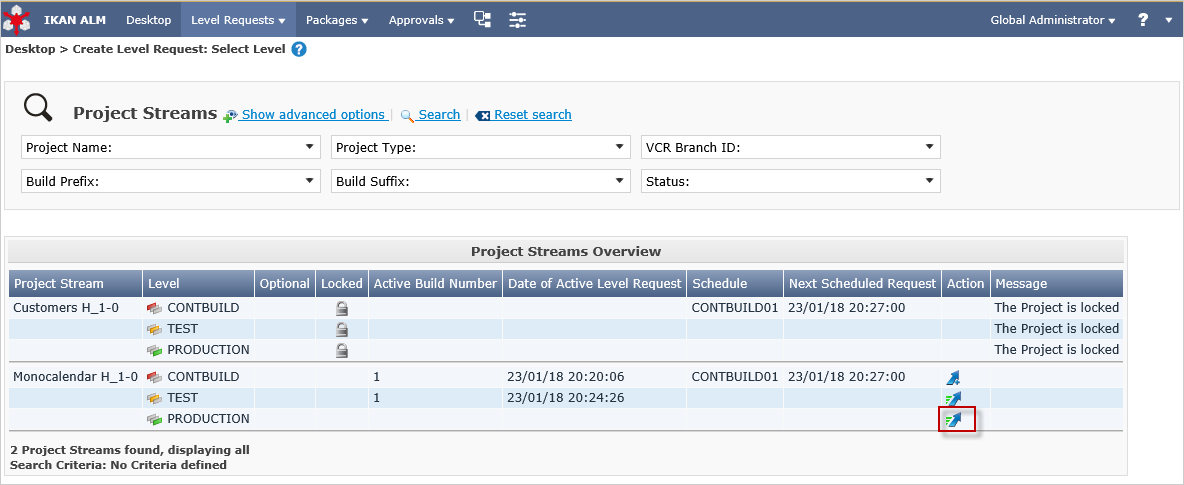 IKAN ALM Desktop Level Requests Packages Approvals Global Administrator ?
Desktop > Create Level Request: Select Level ?
Project Streams Show advanced options | Search | Reset search
Project Name: Project Type: VCR Branch ID:
Build Prefix: Build Suffix: Status:
Project Streams Overview
Project Stream Level Optional Locked Active Build Number Date of Active Level Request Schedule Next Scheduled Request Action Message
Customers H_1-0 CONTBUILD CONTBUILD01 23/01/18 20:27:00 The Project is locked
TEST The Project is locked
PRODUCTION The Project is locked
Monocalendar H_1-0 CONTBUILD 1 23/01/18 20:20:06 CONTBUILD01 23/01/18 20:27:00
TEST 1 23/01/18 20:24:26
PRODUCTION
2 Project Streams found, displaying all
Search Criteria: No Criteria defined